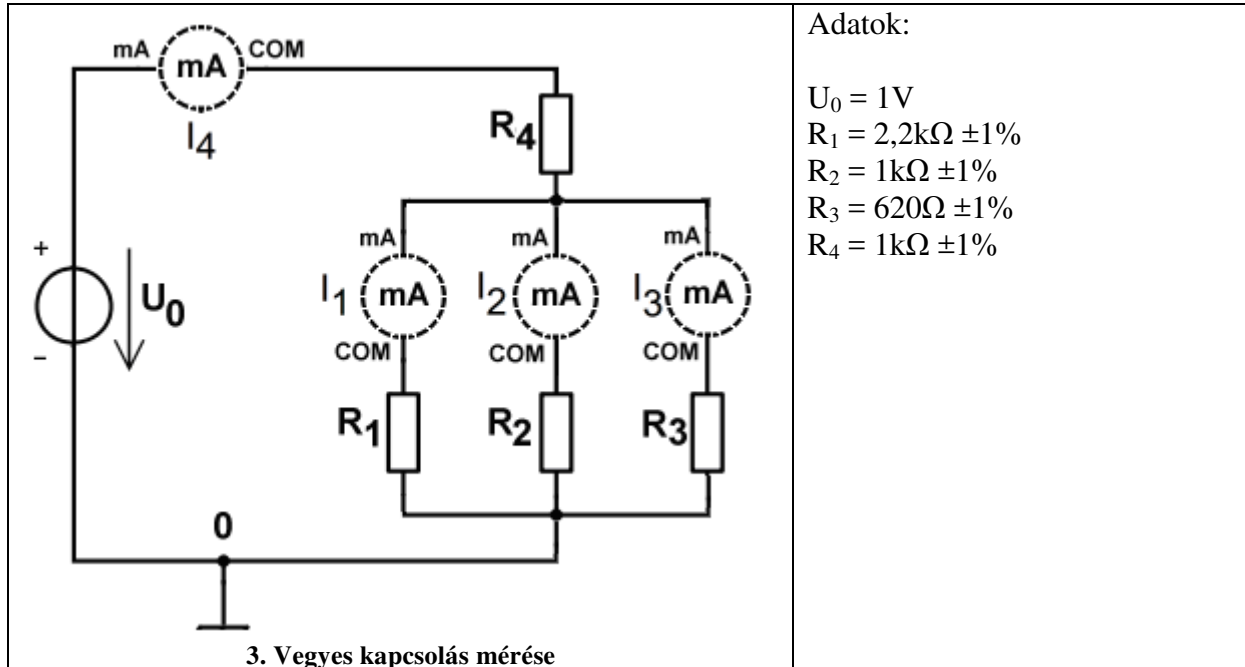 mA
mA
COM
I4
R4
mA
mA
mA
+
U0
I1
mA
I2
mA
I3
mA
–
COM
COM
COM
R1
R2
R3
0
3. Vegyes kapcsolás mérése
Adatok:
U0 = 1V
R1 = 2,2kΩ ±1%
R2 = 1kΩ ±1%
R3 = 620Ω ±1%
R4 = 1kΩ ±1%